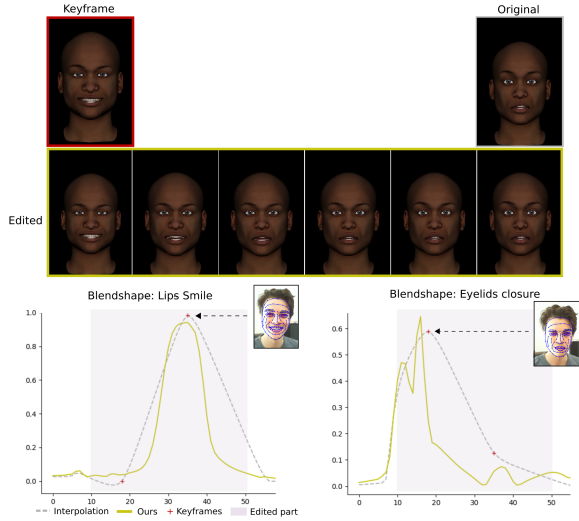 Keyframe
Original
Edited
Blendshape: Lips Smile
Blendshape: Eyelids closure
1.0
0.8
0.6
0.4
0.2
0.0
0
10
20
30
40
50
0.6
0.5
0.4
0.3
0.2
0.1
0.0
0
10
20
30
40
50
Interpolation
Ours
Keyframes
Edited part